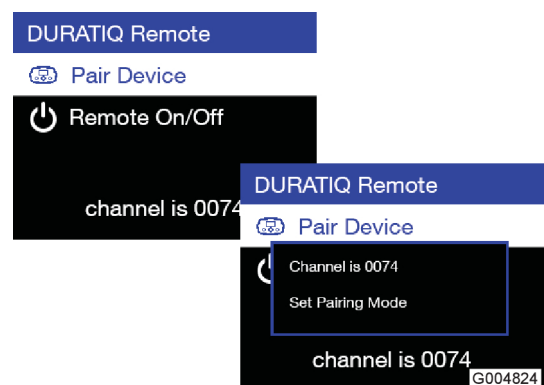 DURATIQ Remote
Pair Device
Remote On/Off
channel is 0074
DURATIQ Remote
Pair Device
Channel is 0074
Set Pairing Mode
channel is 0074
G004824